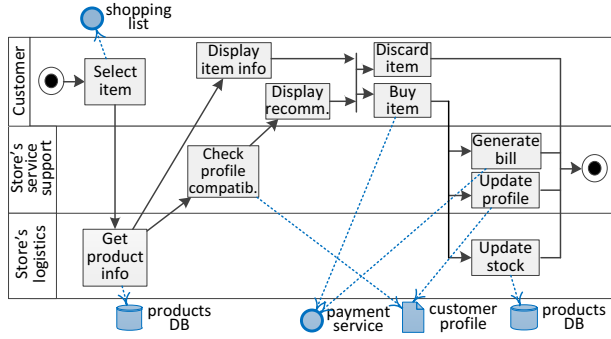 shopping
list
Customer
Select
item
Display
item info
Display
recomm.
Discard
item
Buy
item
Store's
service
support
Check
profile
compatib.
Generate
bill
Update
profile
Store's
logistics
Get
product
info
Update
stock
products
DB
payment
service
customer
profile
products
DB